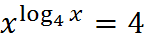 x^{\log_4 x} = 4